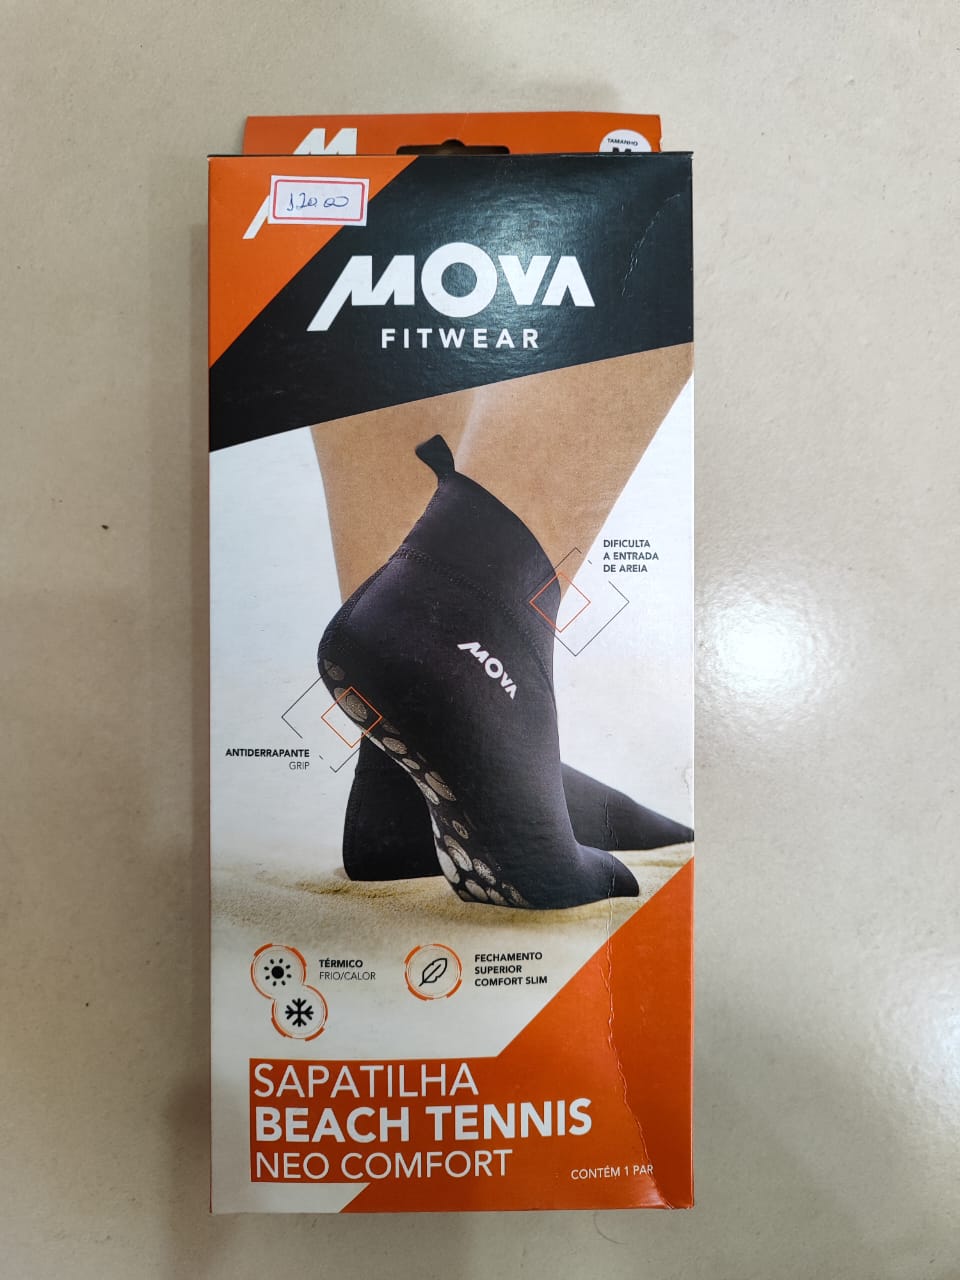 TAMANHO
120.00
MOVA
FITWEAR
DIFICULTA
A ENTRADA
DE AREIA
MOVA
ANTIDERRAPANTE
GRIP
TÉRMICO
FRIO/CALOR
FECHAMENTO
SUPERIOR
COMFORT SLIM
SAPATILHA
BEACH TENNIS
NEO COMFORT
CONTÉM 1 PAR